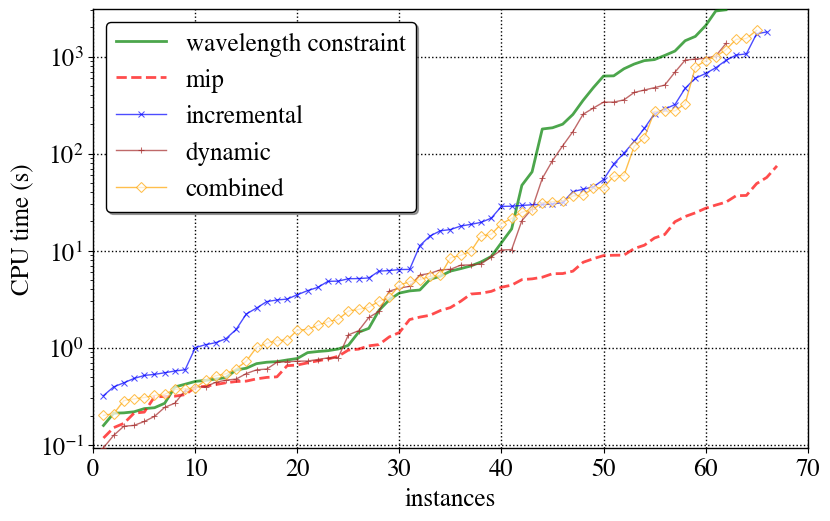 wavelength constraint
mip
incremental
dynamic
combined
CPU time (s)
10³
10²
10¹
10⁰
10⁻¹
0 10 20 30 40 50 60 70
instances